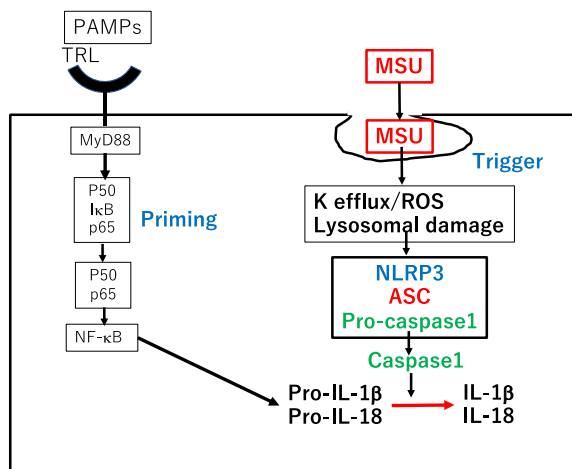 PAMPs
TRL
MyD88
P50
IκB
p65
Priming
P50
p65
NF-κB
MSU
MSU
Trigger
K efflux/ROS
Lysosomal damage
NLRP3
ASC
Pro-caspase1
Caspase1
Pro-IL-1β
Pro-IL-18
IL-1β
IL-18